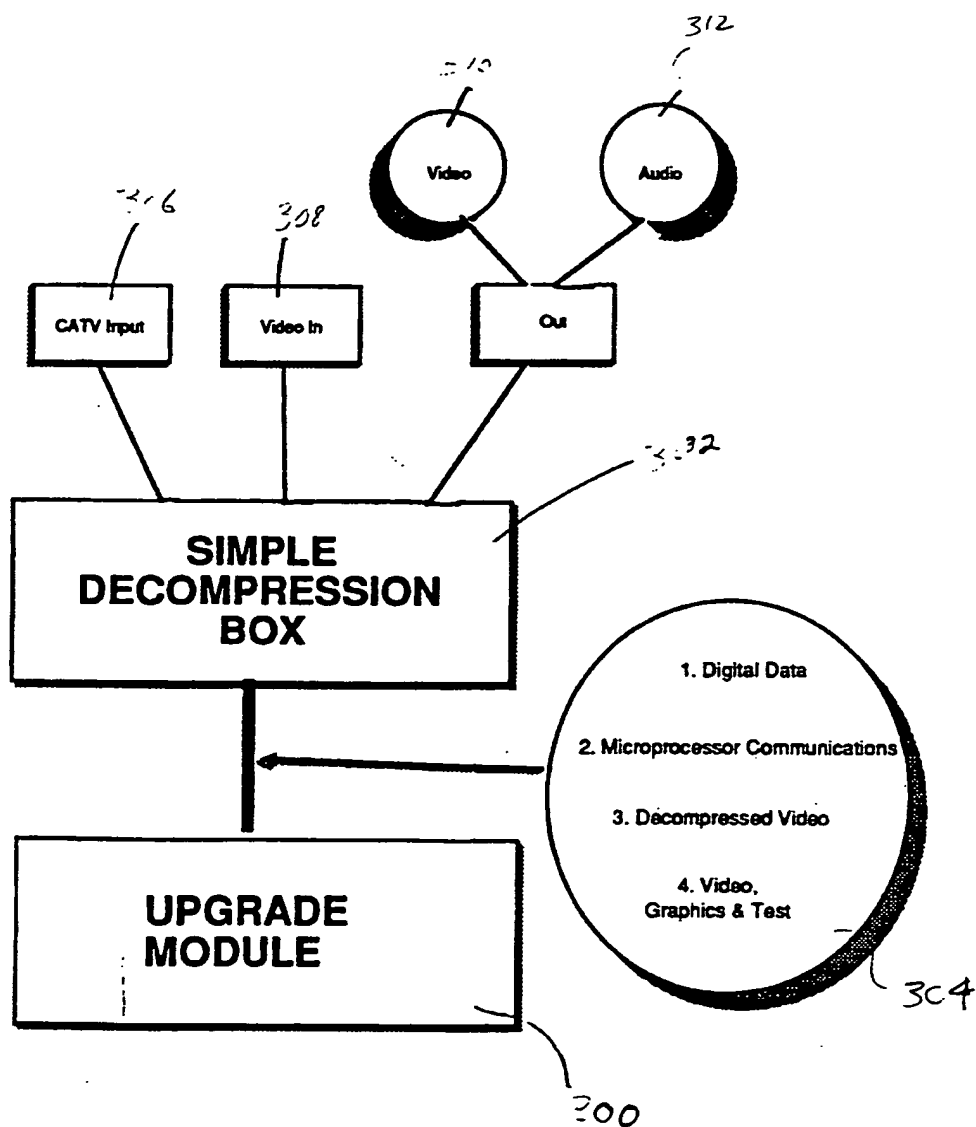 312
Video
Audio
308
CATV Input
Video In
Out
SIMPLE
DECOMPRESSION
BOX
1. Digital Data
2. Microprocessor Communications
3. Decompressed Video
4. Video,
Graphics & Test
UPGRADE
MODULE
304
300